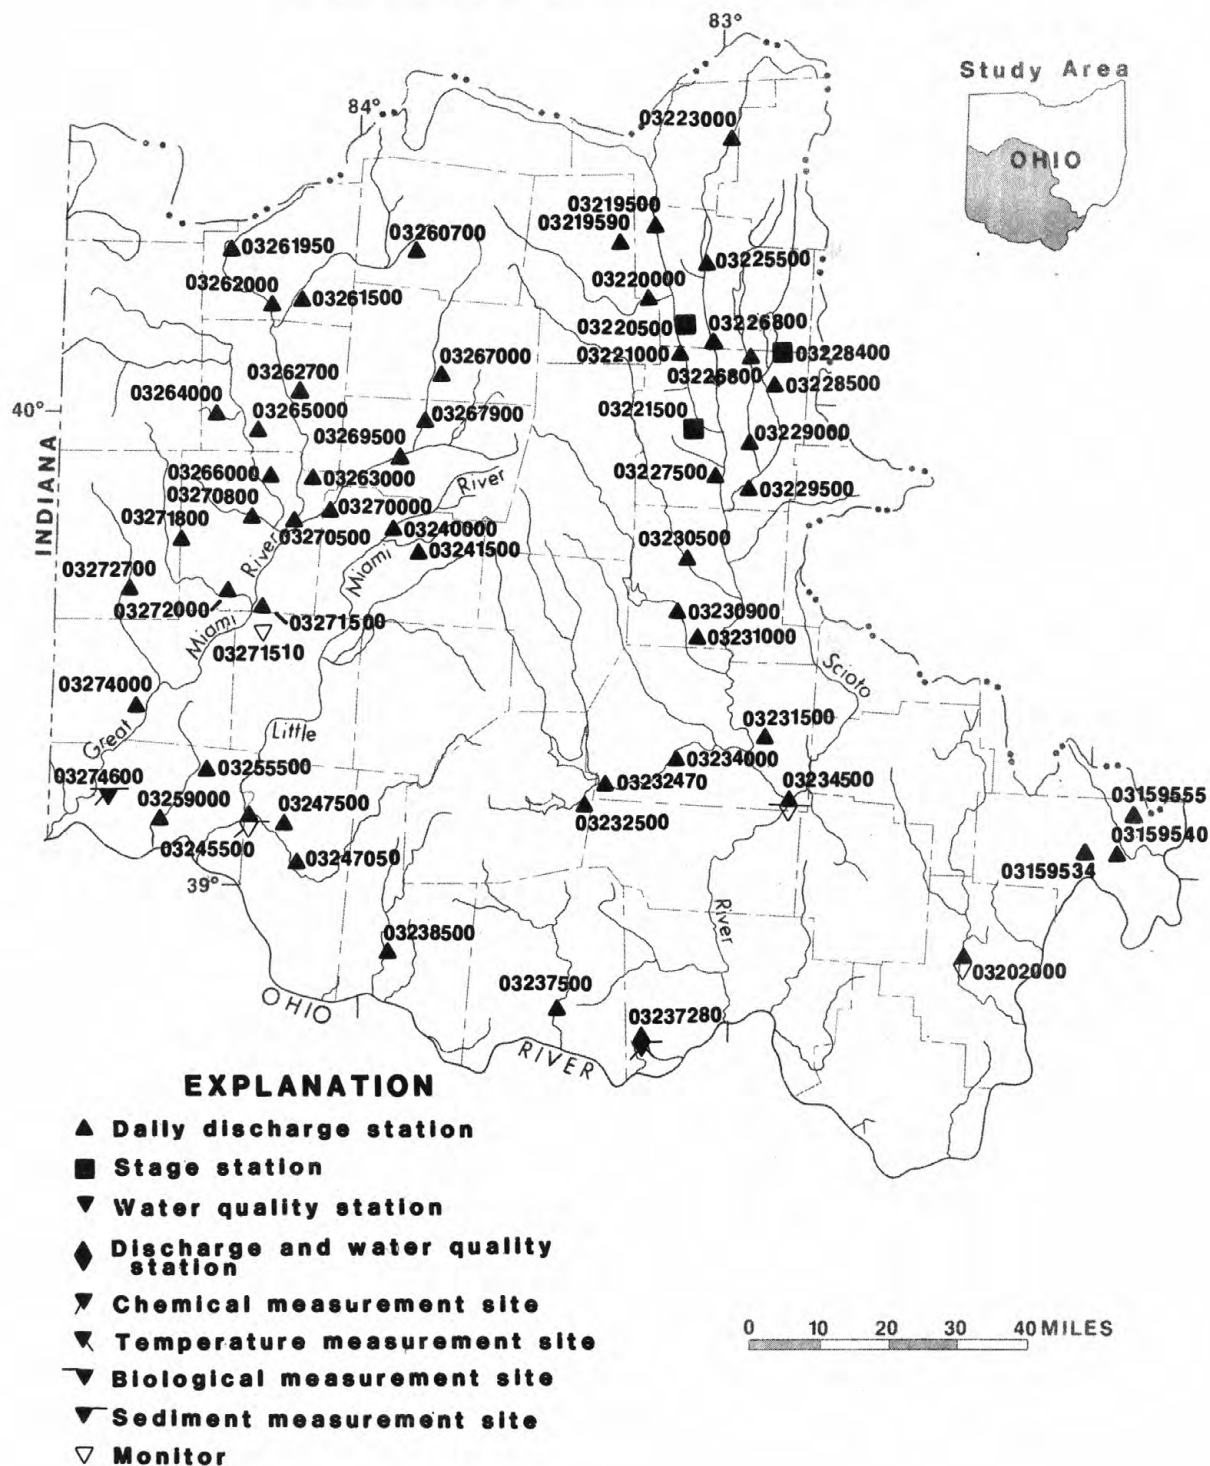 83°
Study Area
84°
03223000
OHIO
03219500
03219590
03261950
03260700
03225500
03220000
03262000
03261500
03220500
03226800
03221000
03228400
03267000
03226800
03262700
03228500
03264000
40°
03265000
03267900
03221500
03269500
03229000
INDIANA
03266000
03263000
River
03227500
03270800
03229500
03270000
03271800
03270500
03240000
River
Miami
03241500
03230500
03272700
03272000
03230900
03271500
Miami
03231000
03271510
Scioto
03274000
Great
Little
03231500
03234000
03255500
03274600
03232470
03234500
03259000
03247500
03232500
03159555
03245500
03159540
03247050
03159534
39°
River
03238500
03202000
03237500
OHIO
03237280
RIVER
EXPLANATION
Daily discharge station
Stage station
Water quality station
Discharge and water quality
station
Chemical measurement site
Temperature measurement site
Biological measurement site
Sediment measurement site
Monitor
0 10 20 30 40 MILES